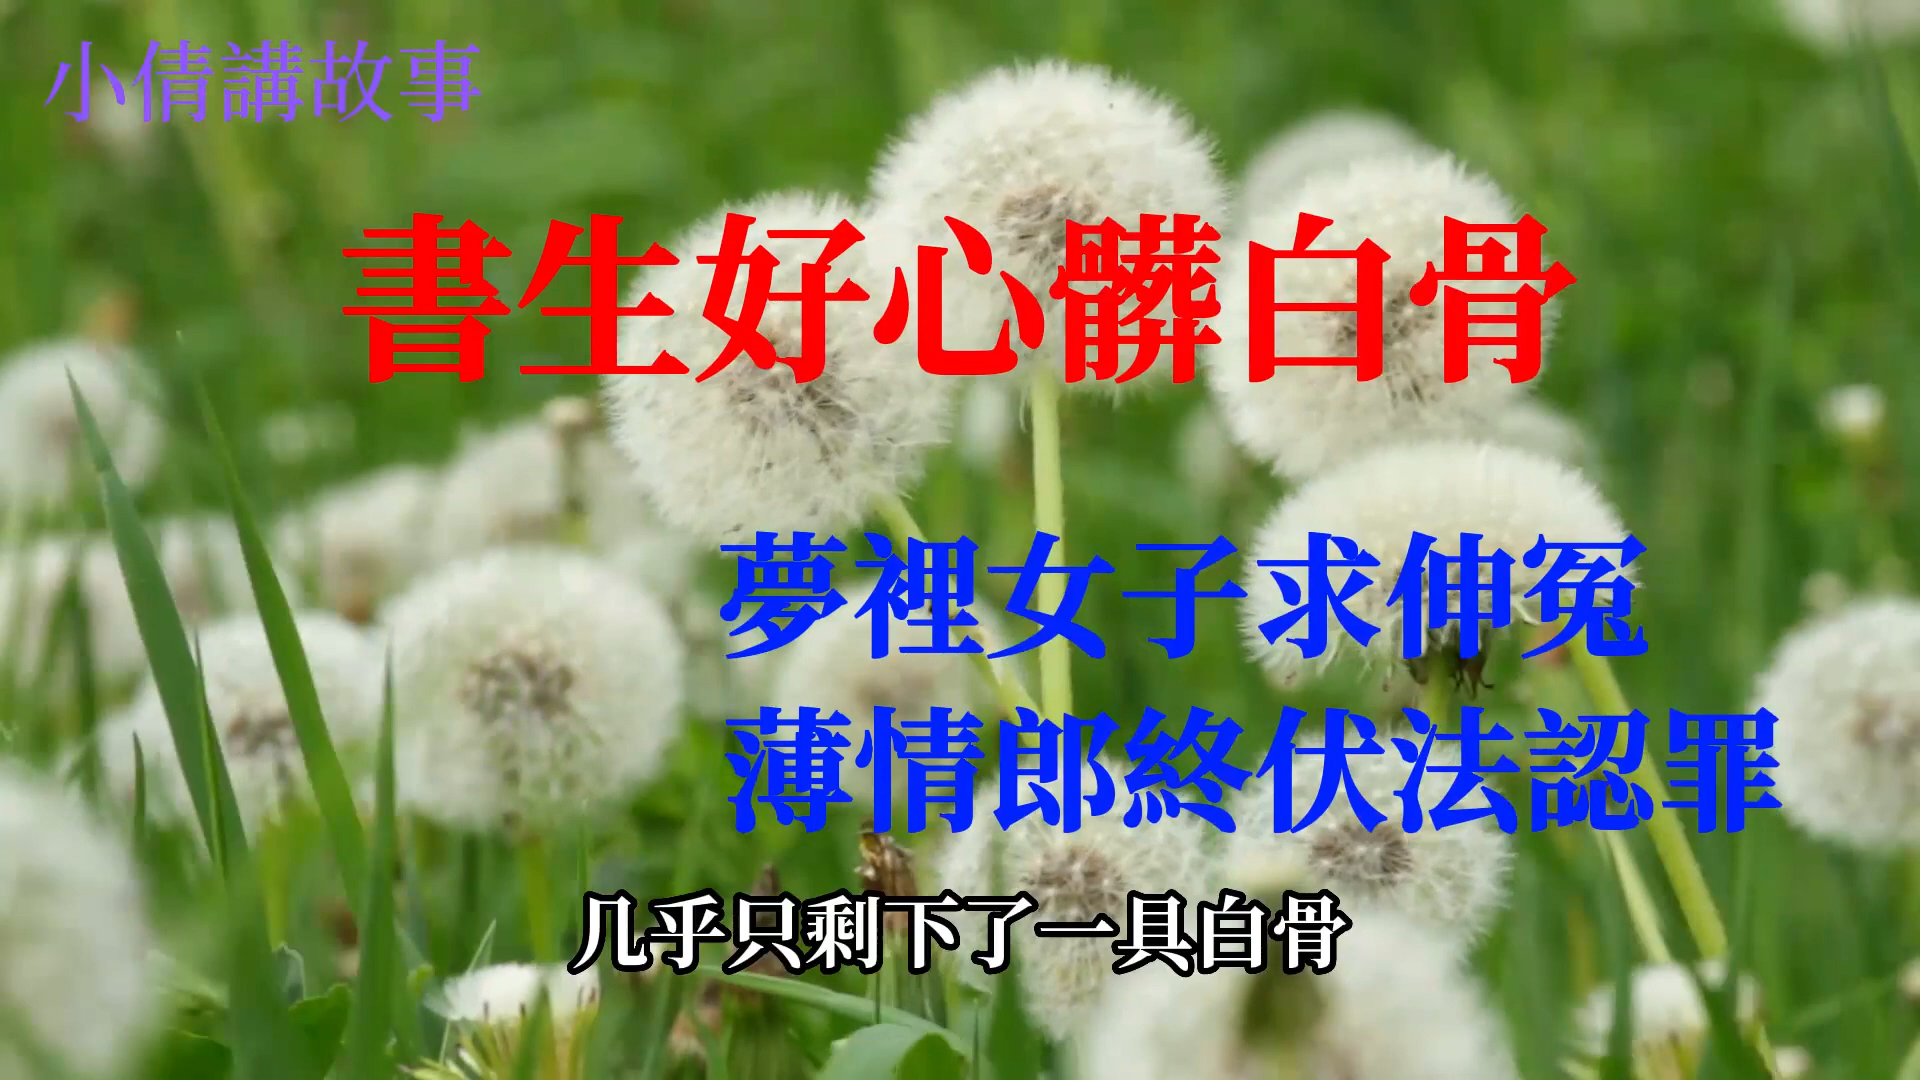 小倩講故事
書生好心髒白骨
夢裡女子求伸冤
薄情郎終伏法認罪
几乎只剩下了一具白骨